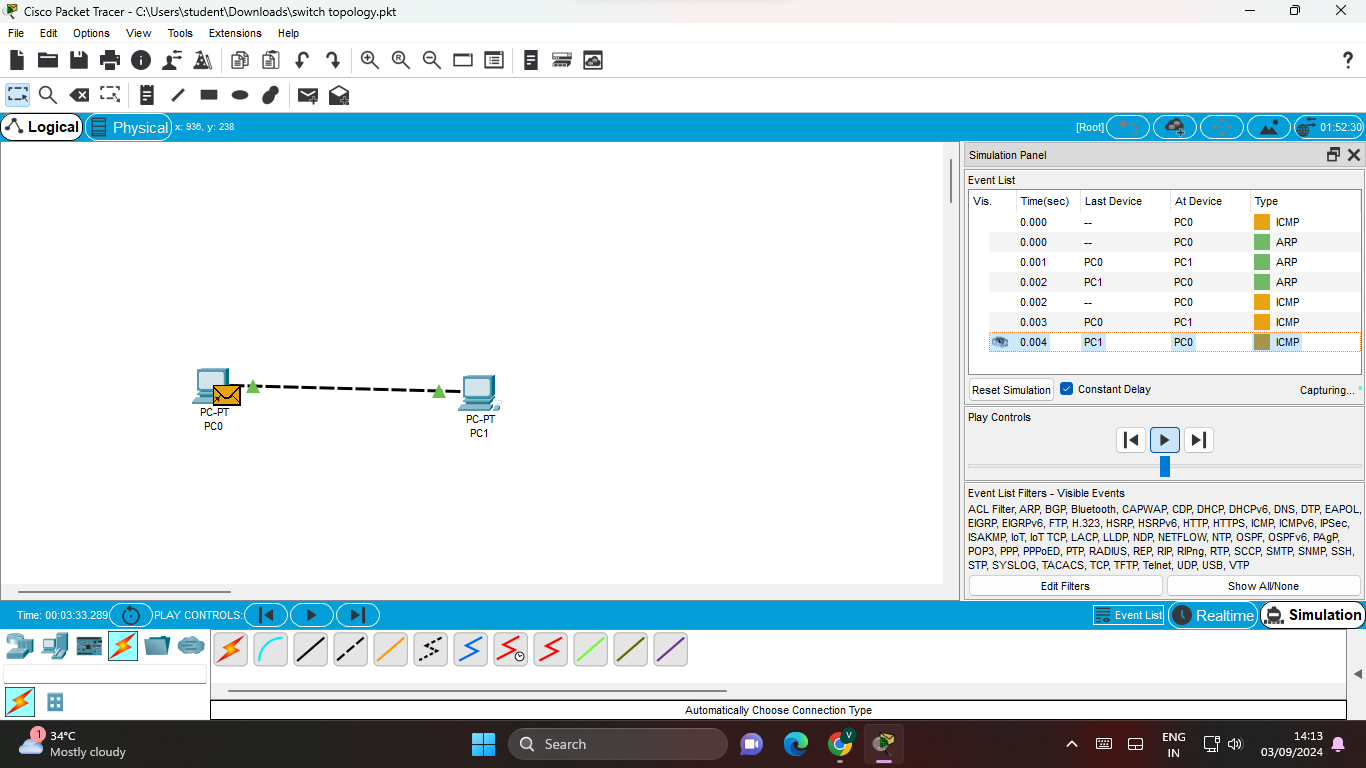 Cisco Packet Tracer - C:\Users\student\Downloads\switch topology.pkt
File Edit Options View Tools Extensions Help
Logical Physical x: 936, y: 238 [Root] 01:52:30
Simulation Panel
Event List
Vis. Time(sec) Last Device At Device Type
0.000 -- PC0 ICMP
0.000 -- PC0 ARP
0.001 PC0 PC1 ARP
0.002 PC1 PC0 ARP
0.002 -- PC0 ICMP
0.003 PC0 PC1 ICMP
0.004 PC1 PC0 ICMP
Reset Simulation Constant Delay Capturing... *
Play Controls
Event List Filters - Visible Events
ACL Filter, ARP, BGP, Bluetooth, CAPWAP, CDP, DHCP, DHCPv6, DNS, DTP, EAPOL,
EIGRP, EIGRPv6, FTP, H.323, HSRP, HSRPv6, HTTP, HTTPS, ICMP, ICMPv6, IPSec,
ISAKMP, IoT, IoT TCP, LACP, LLDP, NDP, NETFLOW, NTP, OSPF, OSPFv6, PAgP,
POP3, PPP, PPPoED, PTP, RADIUS, REP, RIP, RIPng, RTP, SCCP, SMTP, SNMP, SSH,
STP, SYSLOG, TACACS, TCP, TFTP, Telnet, UDP, USB, VTP
Edit Filters Show All/None
PC-PT
PC0
PC-PT
PC1
Time: 00:03:33.289 PLAY CONTROLS: Event List Realtime Simulation
Automatically Choose Connection Type
1 34°C
Mostly cloudy
Search
V
ENG
IN
14:13
03/09/2024